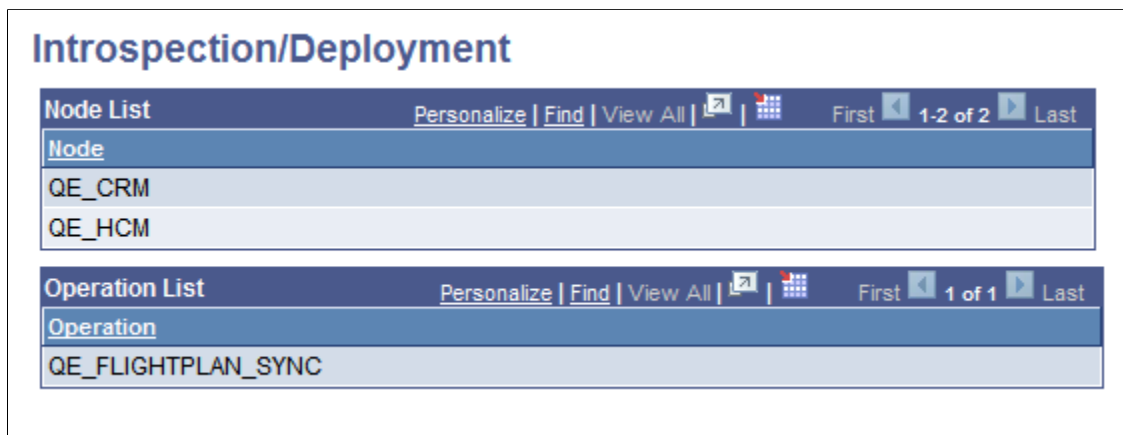 Introspection/Deployment
Node List Personalize | Find | View All | | First 1-2 of 2 Last
Node
QE_CRM
QE_HCM
Operation List Personalize | Find | View All | | First 1 of 1 Last
Operation
QE_FLIGHTPLAN_SYNC